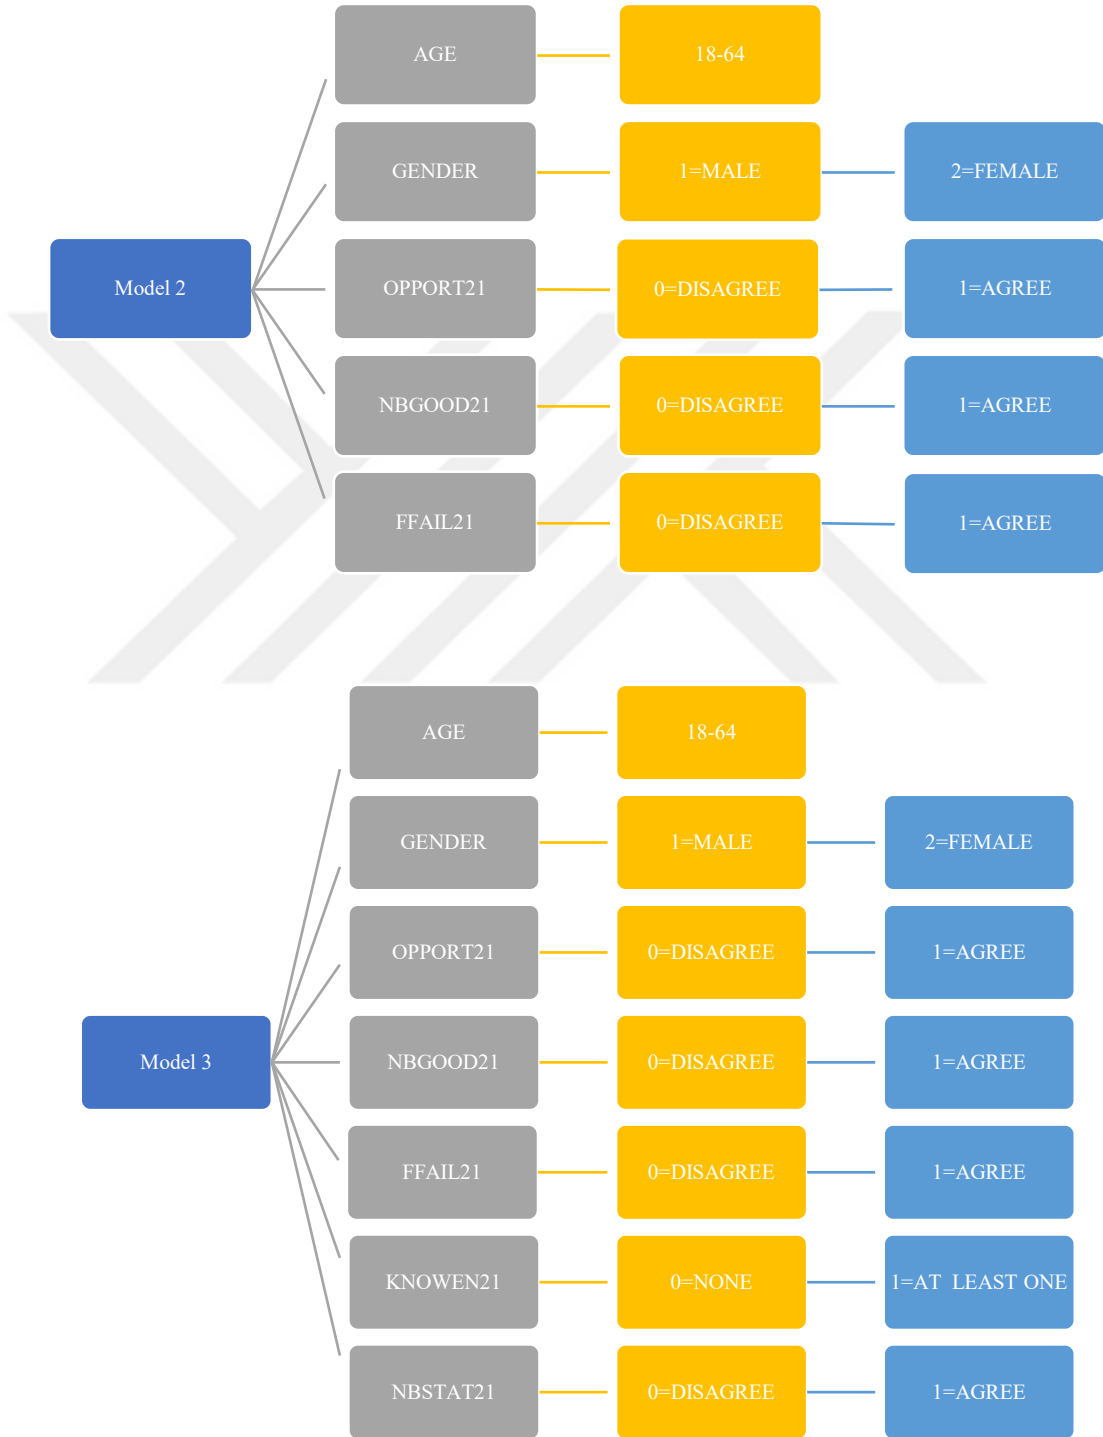 AGE
18-64
GENDER
1=MALE
2=FEMALE
Model 2
OPPORT21
0=DISAGREE
1=AGREE
NBGOOD21
0=DISAGREE
1=AGREE
FFAIL21
0=DISAGREE
1=AGREE
AGE
18-64
GENDER
1=MALE
2=FEMALE
OPPORT21
0=DISAGREE
1=AGREE
Model 3
NBGOOD21
0=DISAGREE
1=AGREE
FFAIL21
0=DISAGREE
1=AGREE
KNOWEN21
0=NONE
1=AT LEAST ONE
NBSTAT21
0=DISAGREE
1=AGREE